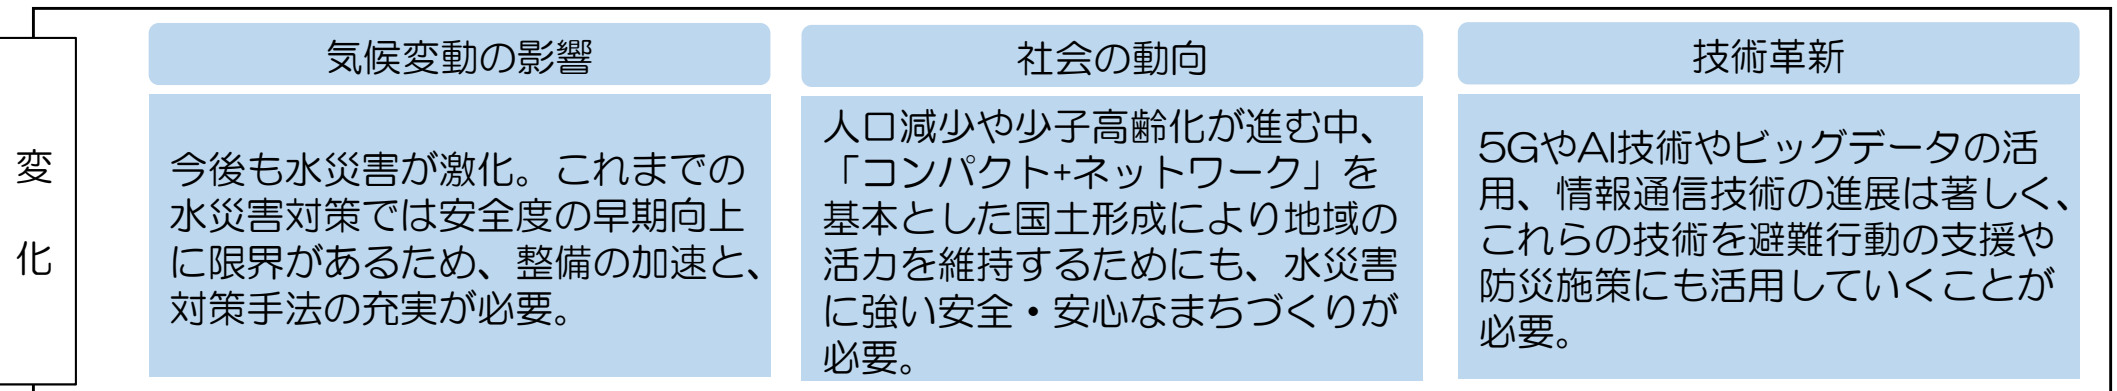 変化
気候変動の影響
今後も水災害が激化。これまでの
水災害対策では安全度の早期向上
に限界があるため、整備の加速と、
対策手法の充実が必要。
社会の動向
人口減少や少子高齢化が進む中、
「コンパクト+ネットワーク」を
基本とした国土形成により地域の
活力を維持するためにも、水災害
に強い安全・安心なまちづくりが
必要。
技術革新
5GやAI技術やビッグデータの活
用、情報通信技術の進展は著しく、
これらの技術を避難行動の支援や
防災施策にも活用していくことが
必要。